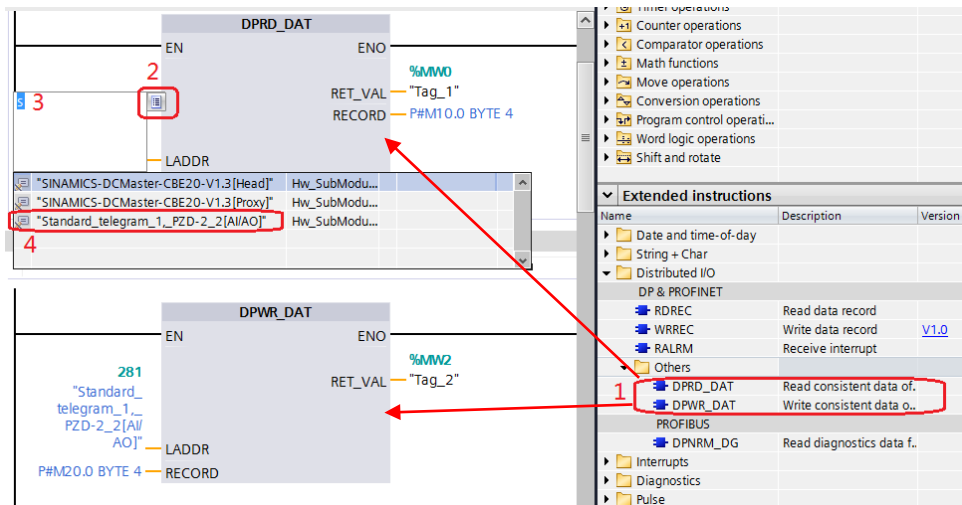 DPRD_DAT
EN
ENO
2
%MW0
RET_VAL
"Tag_1"
s
3
RECORD
P#M10.0 BYTE 4
LADDR
"SINAMICS-DCMaster-CBE20-V1.3[Head]" Hw_SubModu...
"SINAMICS-DCMaster-CBE20-V1.3[Proxy]" Hw_SubModu...
"Standard_telegram_1,_PZD-2_2[AI/AO]" Hw_SubModu...
4
DPWR_DAT
EN
ENO
281
%MW2
"Standard_
telegram_1,_
PZD-2_2[AI/
AO]"
RET_VAL
"Tag_2"
LADDR
P#M20.0 BYTE 4
RECORD
Timer operations
Counter operations
Comparator operations
Math functions
Move operations
Conversion operations
Program control operati...
Word logic operations
Shift and rotate
Extended instructions
Name Description Version
Date and time-of-day
String + Char
Distributed I/O
DP & PROFINET
RDREC Read data record
WRREC Write data record V1.0
RALRM Receive interrupt
Others
1
DPRD_DAT Read consistent data of..
DPWR_DAT Write consistent data o...
PROFIBUS
DPNRM_DG Read diagnostics data f..
Interrupts
Diagnostics
Pulse